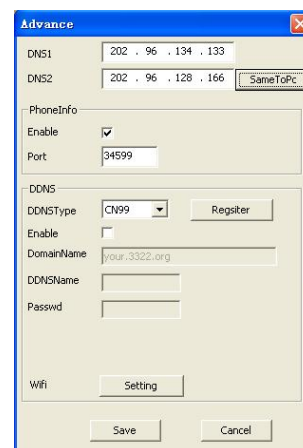 Advance
DNS1 202 . 96 . 134 . 133
DNS2 202 . 96 . 128 . 166 SameToPc
PhoneInfo
Enable
Port 34599
DDNS
DDNSType CN99 Regsiter
Enable
DomainName your.3322.org
DDNSName
Passwd
Wifi Setting
Save Cancel